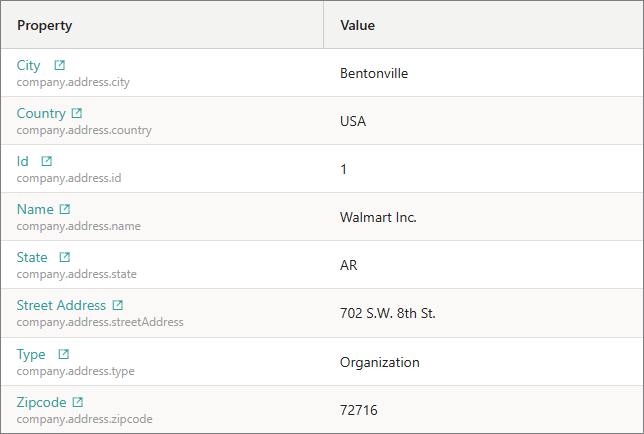 Property Value
City
company.address.city
Bentonville
Country
company.address.country
USA
Id
company.address.id
1
Name
company.address.name
Walmart Inc.
State
company.address.state
AR
Street Address
company.address.streetAddress
702 S.W. 8th St.
Type
company.address.type
Organization
Zipcode
company.address.zipcode
72716